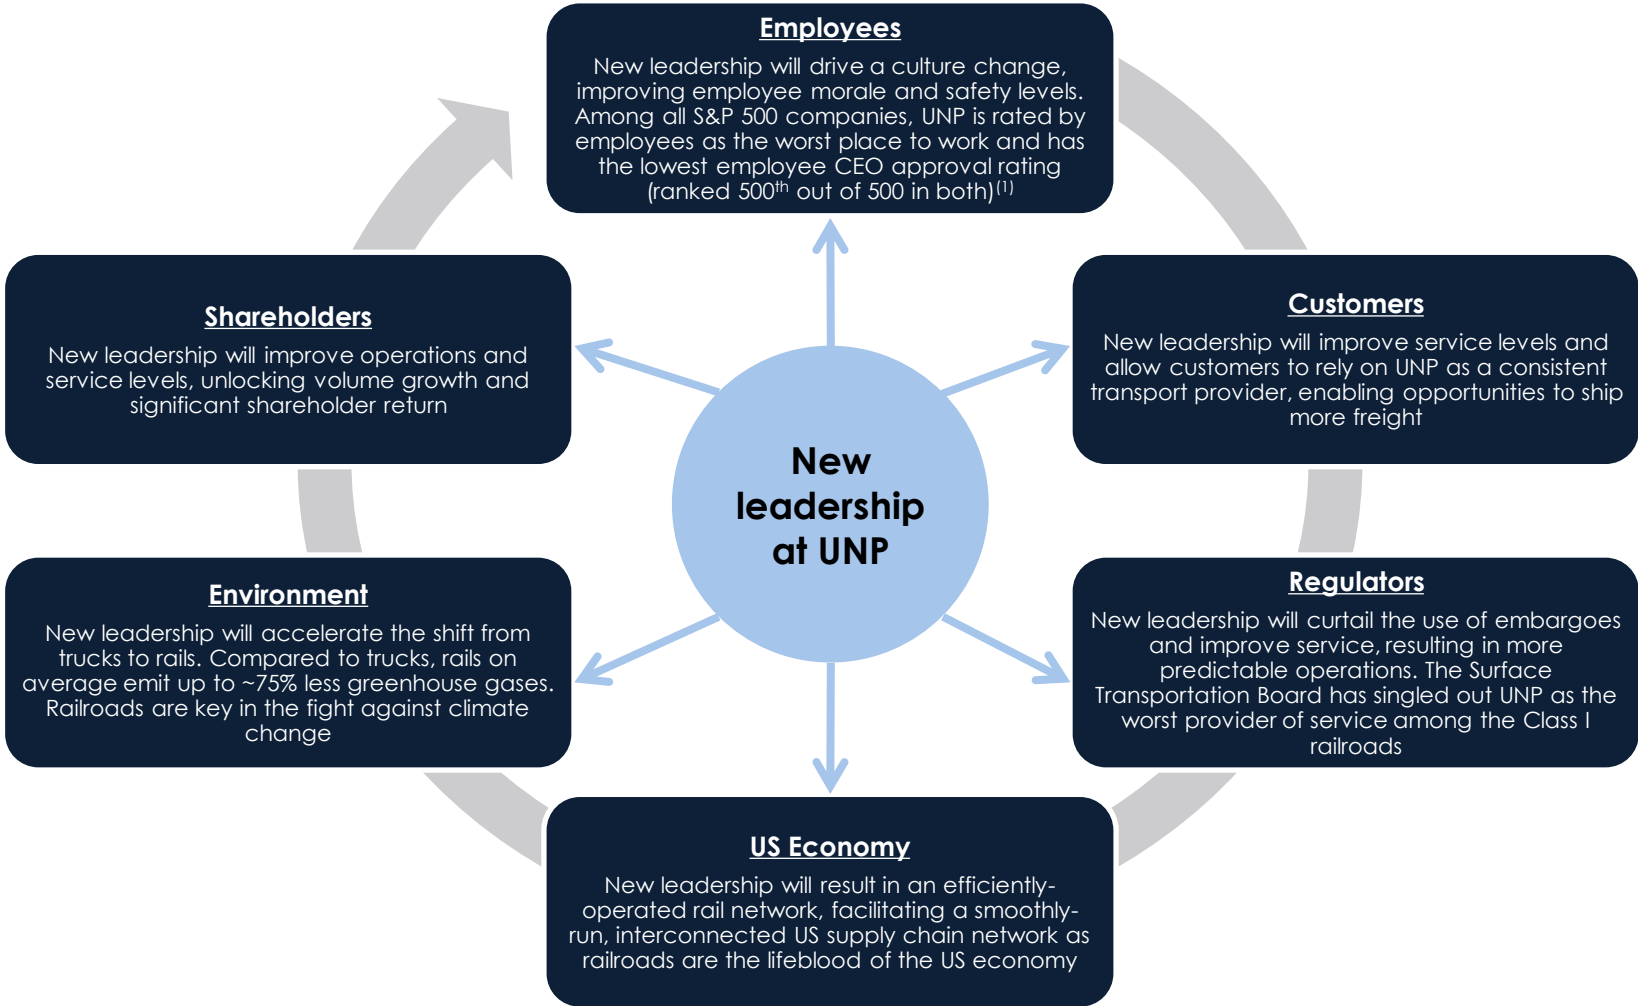 Employees
New leadership will drive a culture change,
improving employee morale and safety levels.
Among all S&P 500 companies, UNP is rated by
employees as the worst place to work and has
the lowest employee CEO approval rating
(ranked 500th out of 500 in both)(1)
Shareholders
New leadership will improve operations and
service levels, unlocking volume growth and
significant shareholder return
Customers
New leadership will improve service levels and
allow customers to rely on UNP as a consistent
transport provider, enabling opportunities to ship
more freight
New
leadership
at UNP
Environment
New leadership will accelerate the shift from
trucks to rails. Compared to trucks, rails on
average emit up to ~75% less greenhouse gases.
Railroads are key in the fight against climate
change
Regulators
New leadership will curtail the use of embargoes
and improve service, resulting in more
predictable operations. The Surface
Transportation Board has singled out UNP as the
worst provider of service among the Class I
railroads
US Economy
New leadership will result in an efficiently-
operated rail network, facilitating a smoothly-
run, interconnected US supply chain network as
railroads are the lifeblood of the US economy